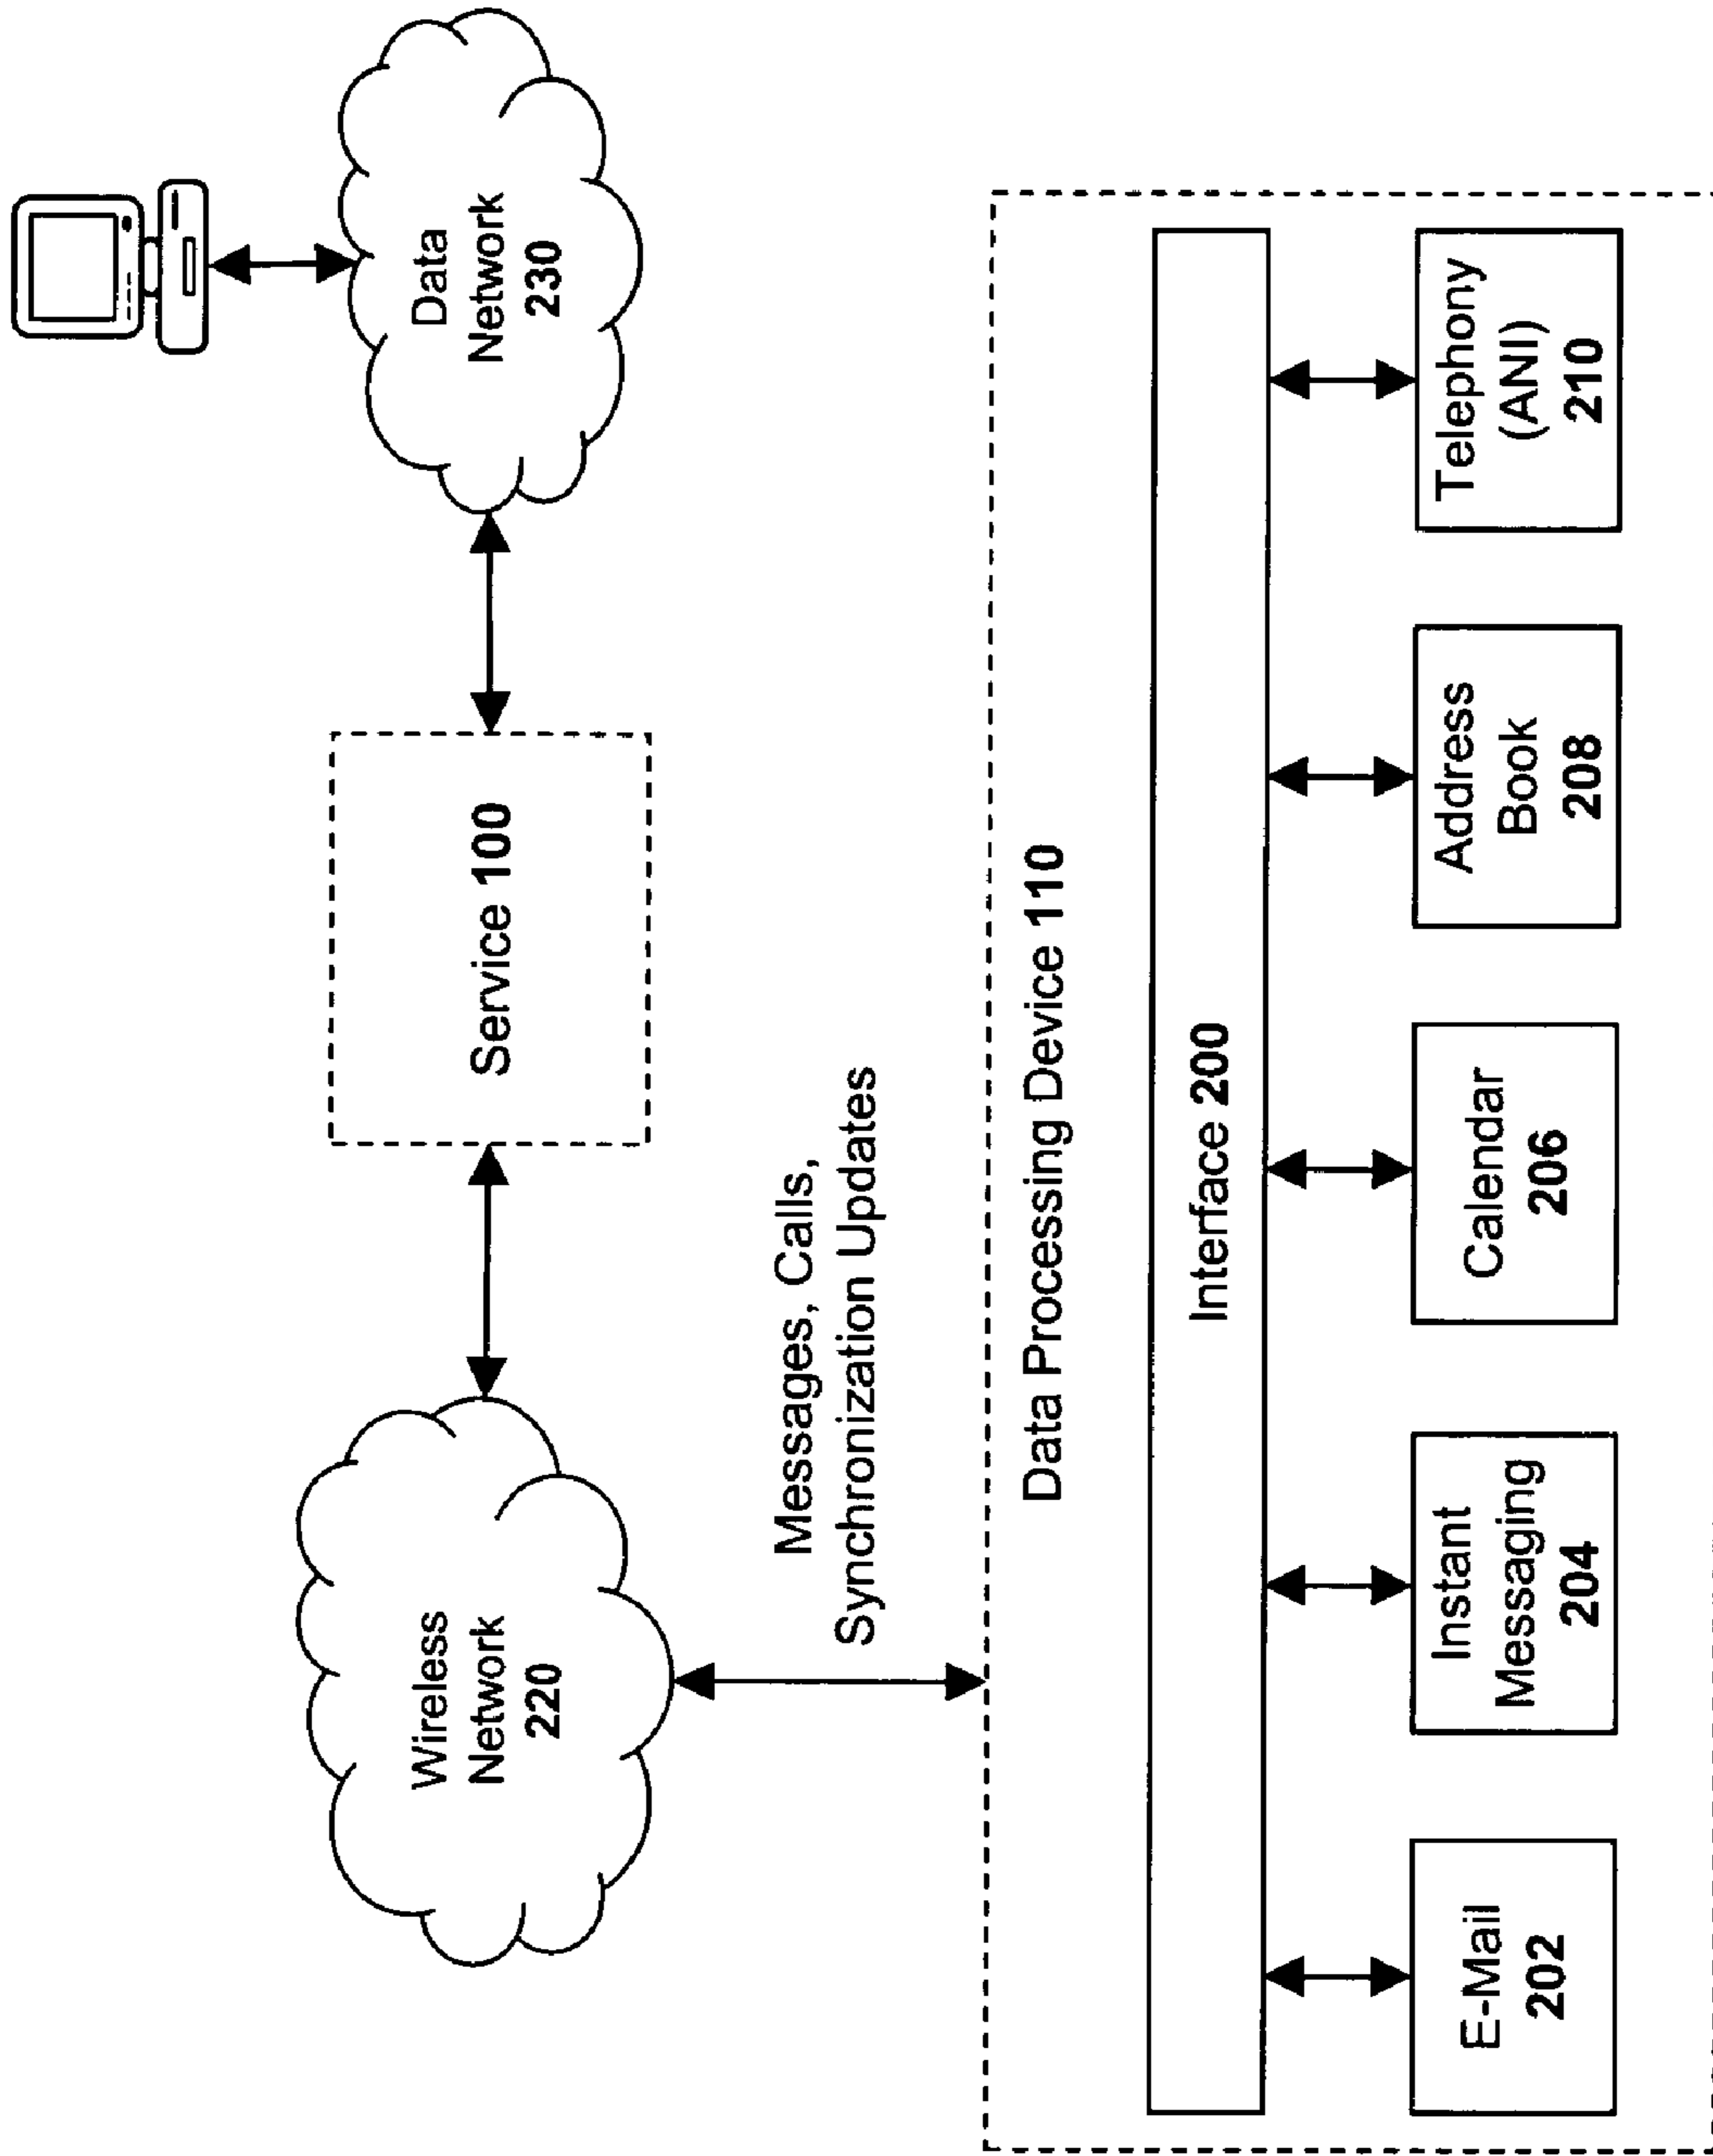 Wireless
Network
220
Service 100
Data
Network
230
Messages, Calls,
Synchronization Updates
Data Processing Device 110
Interface 200
E-Mail
202
Instant
Messaging
204
Calendar
206
Address
Book
208
Telephony
(ANI)
210